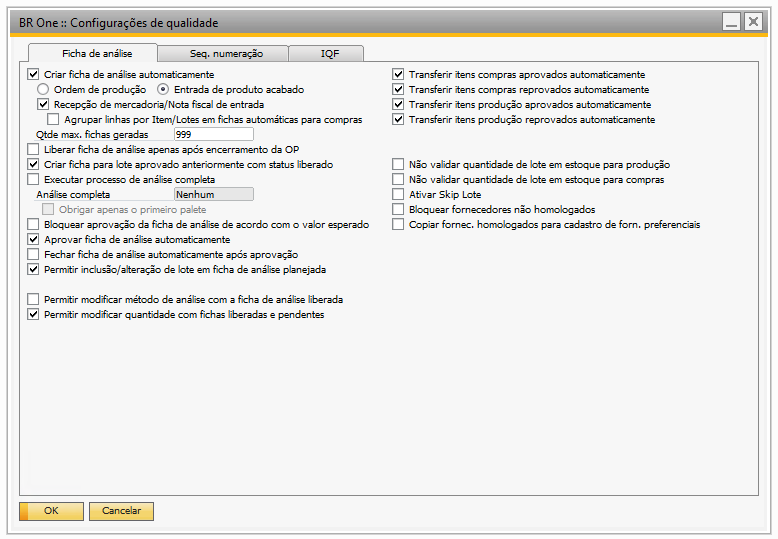 BR One :: Configurações de qualidade
Ficha de análise
Seq. numeração
IQF
Criar ficha de análise automaticamente
Ordem de produção
Entrada de produto acabado
Recepção de mercadoria/Nota fiscal de entrada
Agrupar linhas por Item/Lotes em fichas automáticas para compras
Qtde max. fichas geradas
999
Liberar ficha de análise apenas após encerramento da OP
Criar ficha para lote aprovado anteriormente com status liberado
Executar processo de análise completa
Análise completa
Nenhum
Obrigar apenas o primeiro palete
Bloquear aprovação da ficha de análise de acordo com o valor esperado
Aprovar ficha de análise automaticamente
Fechar ficha de análise automaticamente após aprovação
Permitir inclusão/alteração de lote em ficha de análise planejada
Permitir modificar método de análise com a ficha de análise liberada
Permitir modificar quantidade com fichas liberadas e pendentes
Transferir itens compras aprovados automaticamente
Transferir itens compras reprovados automaticamente
Transferir itens produção aprovados automaticamente
Transferir itens produção reprovados automaticamente
Não validar quantidade de lote em estoque para produção
Não validar quantidade de lote em estoque para compras
Ativar Skip Lote
Bloquear fornecedores não homologados
Copiar fornec. homologados para cadastro de forn. preferenciais
OK
Cancelar